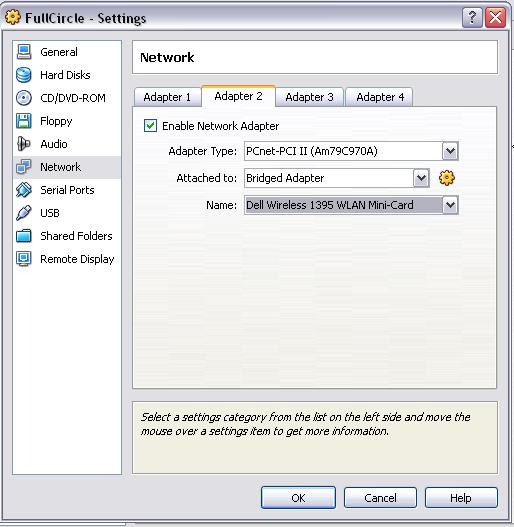 FullCircle - Settings
General
Hard Disks
CD/DVD-ROM
Floppy
Audio
Network
Serial Ports
USB
Shared Folders
Remote Display
Network
Adapter 1 Adapter 2 Adapter 3 Adapter 4
Enable Network Adapter
Adapter Type: PCnet-PCI II (Am79C970A)
Attached to: Bridged Adapter
Name: Dell Wireless 1395 WLAN Mini-Card
Select a settings category from the list on the left side and move the
mouse over a settings item to get more information.
OK Cancel Help